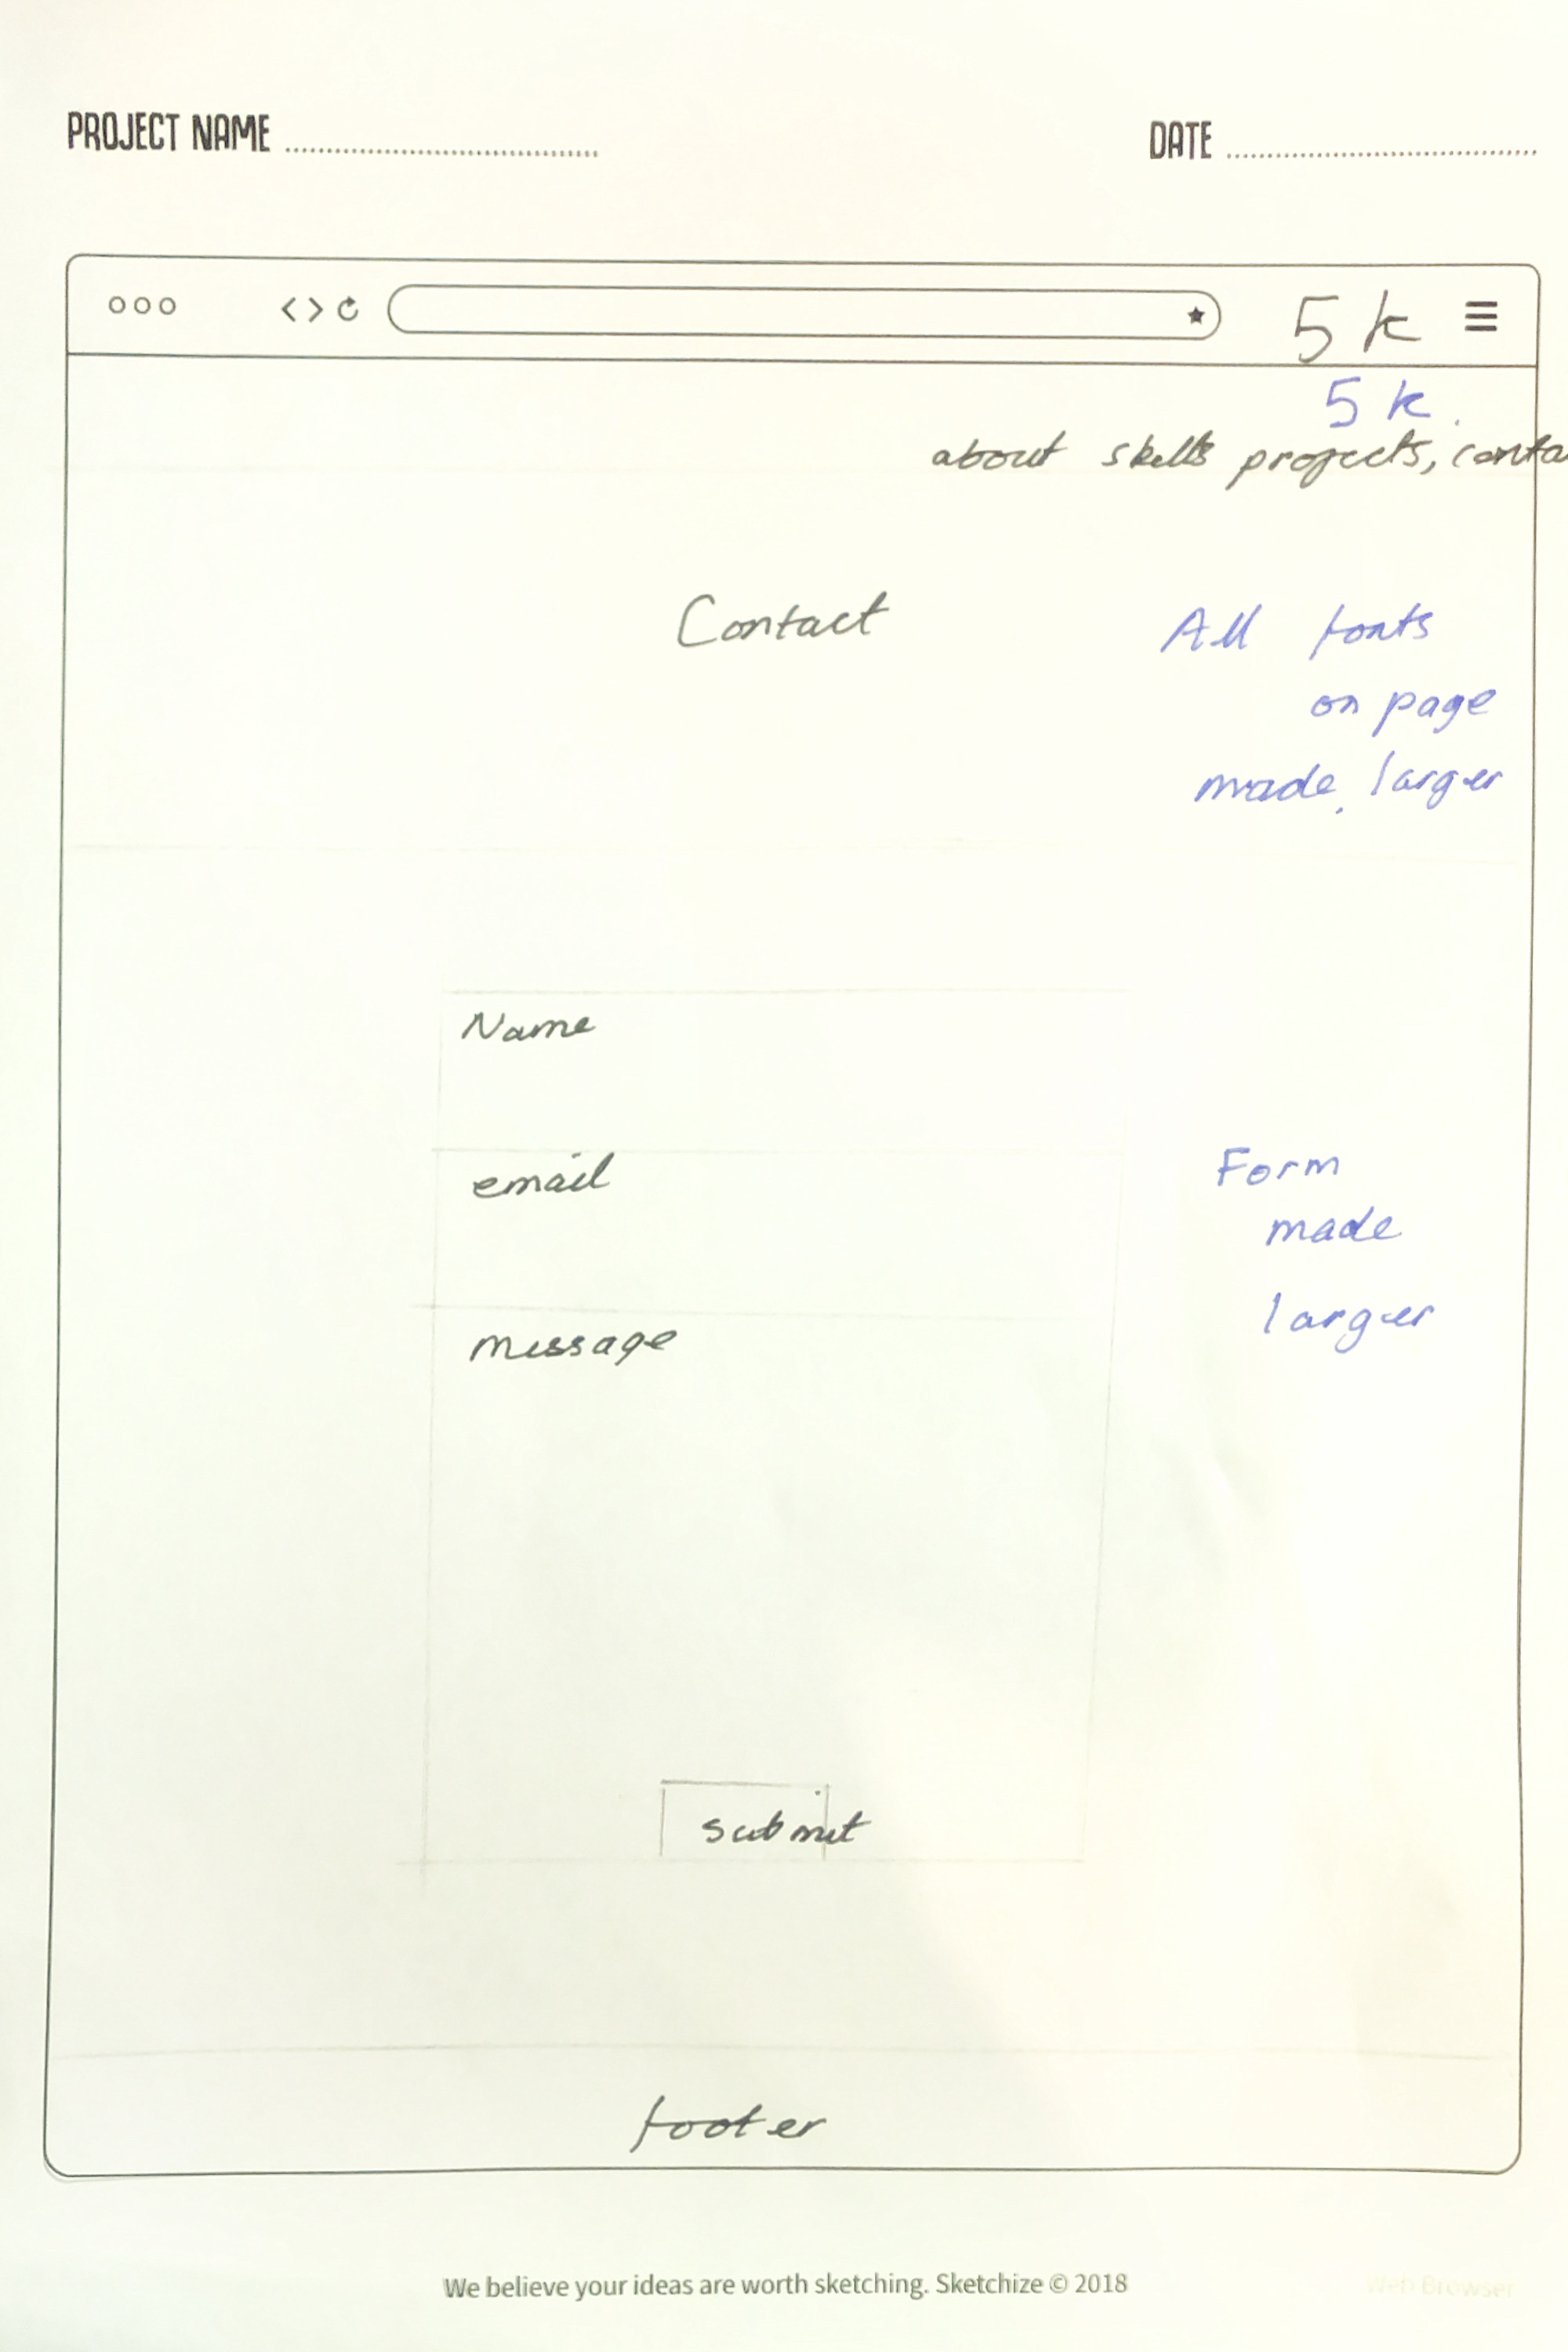 PROJECT NAME
DATE
5k
5k.
about skills projects, conta
Contact
All fonts
on page
made larger
Name
email
Form
made
larger
message
submit
footer
We believe your ideas are worth sketching. Sketchize © 2018
Web Browser